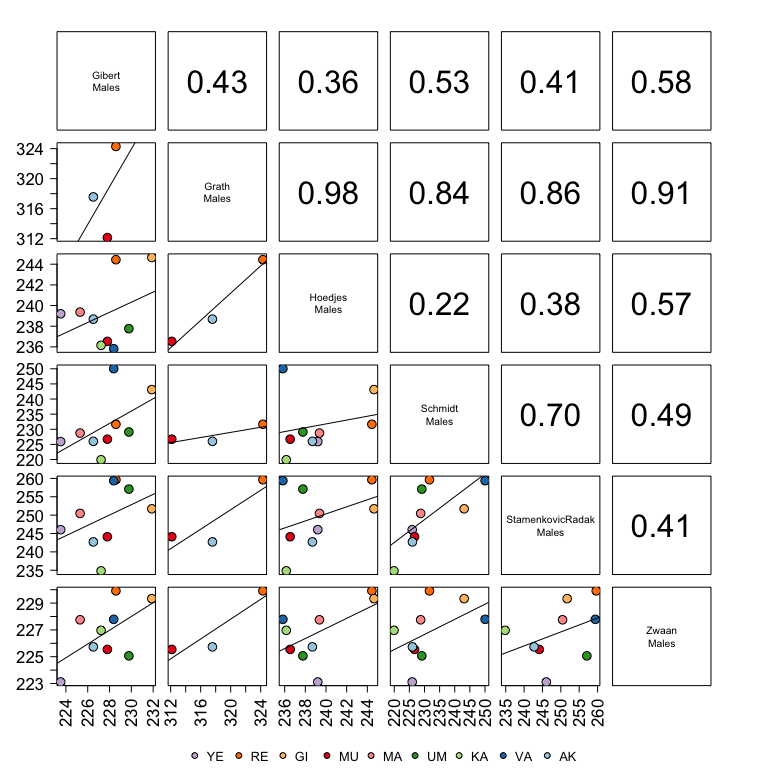 Gibert
Males
0.43
0.36
0.53
0.41
0.58
324
320
316
312
Grath
Males
0.98
0.84
0.86
0.91
244
242
240
238
236
Hoedjes
Males
0.22
0.38
0.57
250
245
240
235
230
225
220
Schmidt
Males
0.70
0.49
260
255
250
245
240
235
StamenkovicRadak
Males
0.41
229
227
225
223
Zwaan
Males
224 226 228 230 232
312 316 320 324
236 238 240 242 244
220 225 230 235 240 245 250
235 240 245 250 255 260
YE RE GI MU MA UM KA VA AK